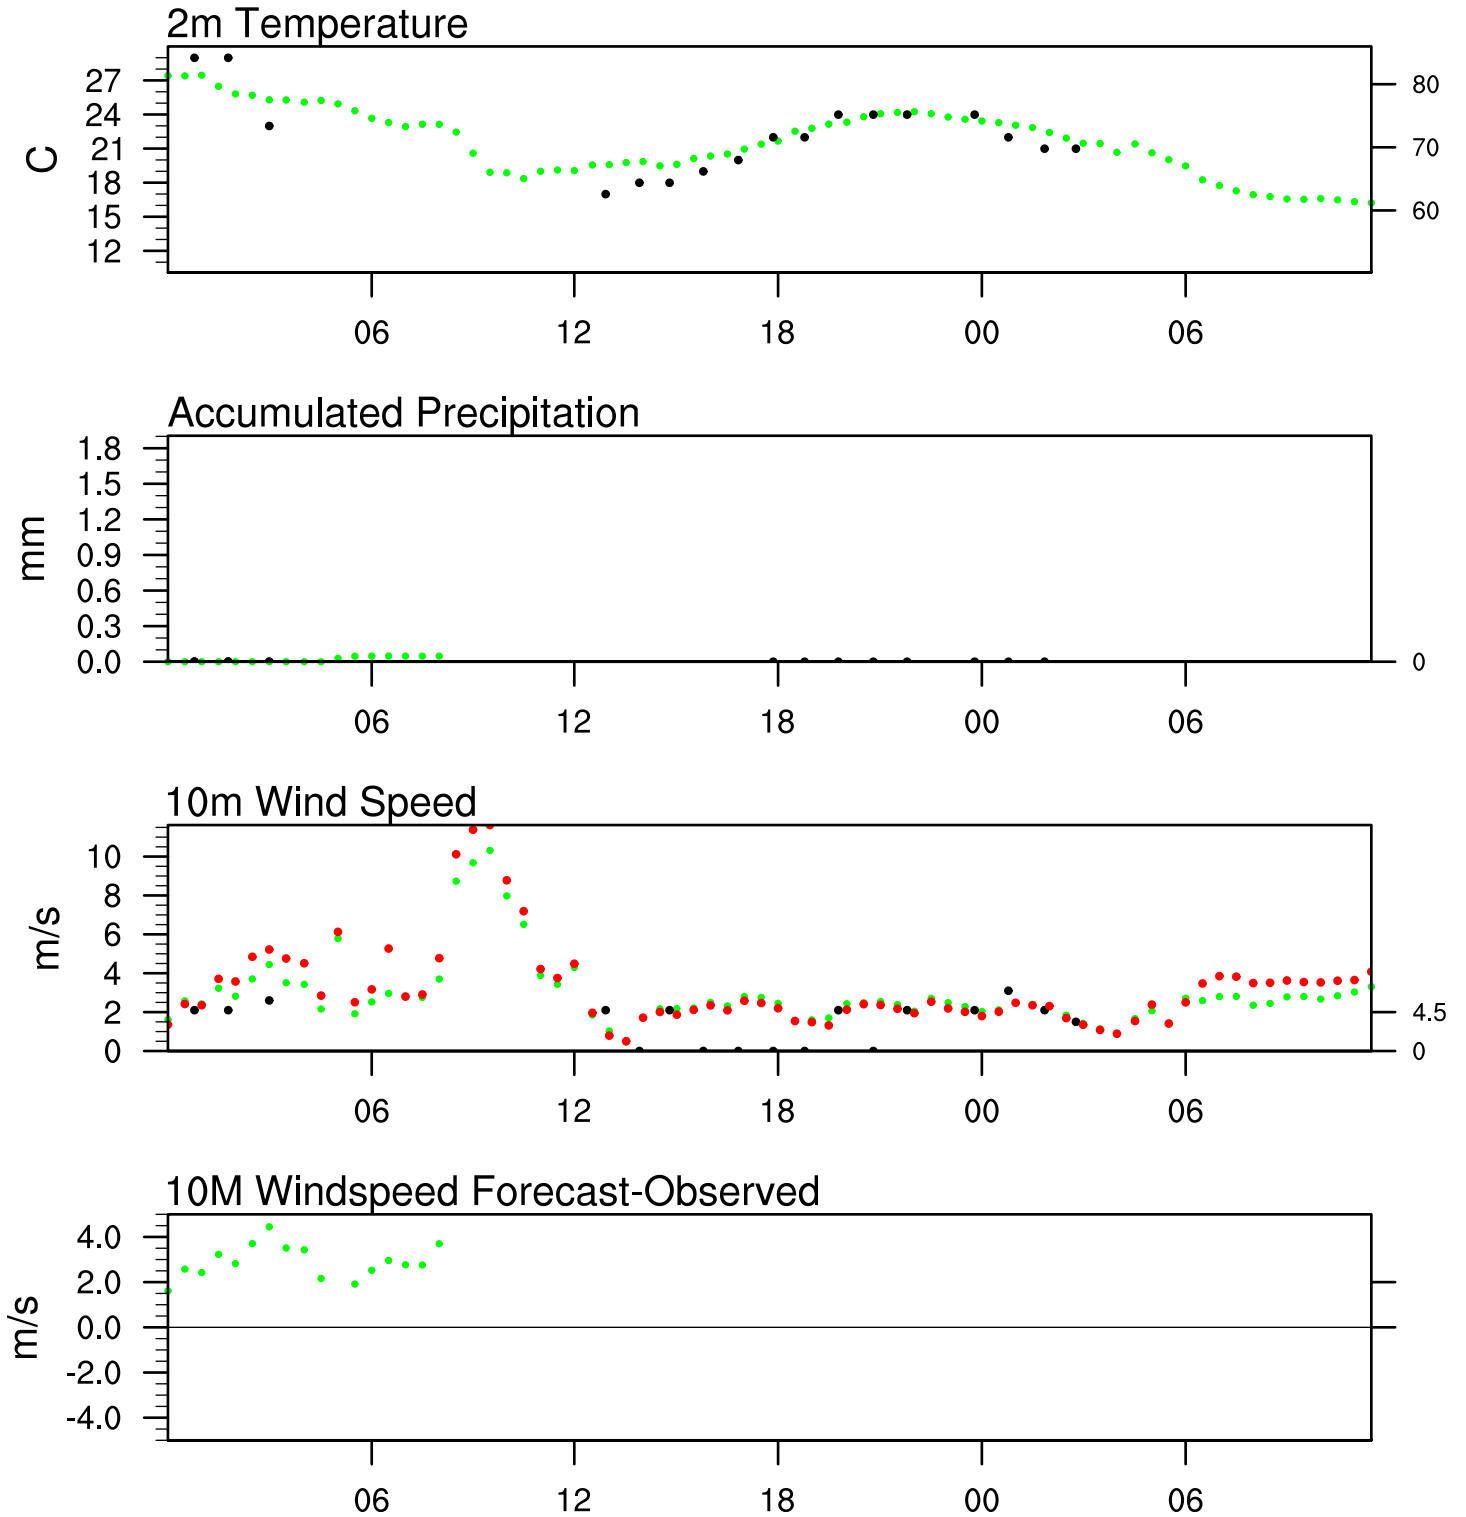 2m Temperature
27
24
21
18
15
12
C
80
70
60
06 12 18 00 06
Accumulated Precipitation
1.8
1.5
1.2
0.9
0.6
0.3
0.0
mm
0
06 12 18 00 06
10m Wind Speed
10
8
6
4
2
0
m/s
4.5
0
06 12 18 00 06
10M Windspeed Forecast-Observed
4.0
2.0
0.0
-2.0
-4.0
m/s
06 12 18 00 06